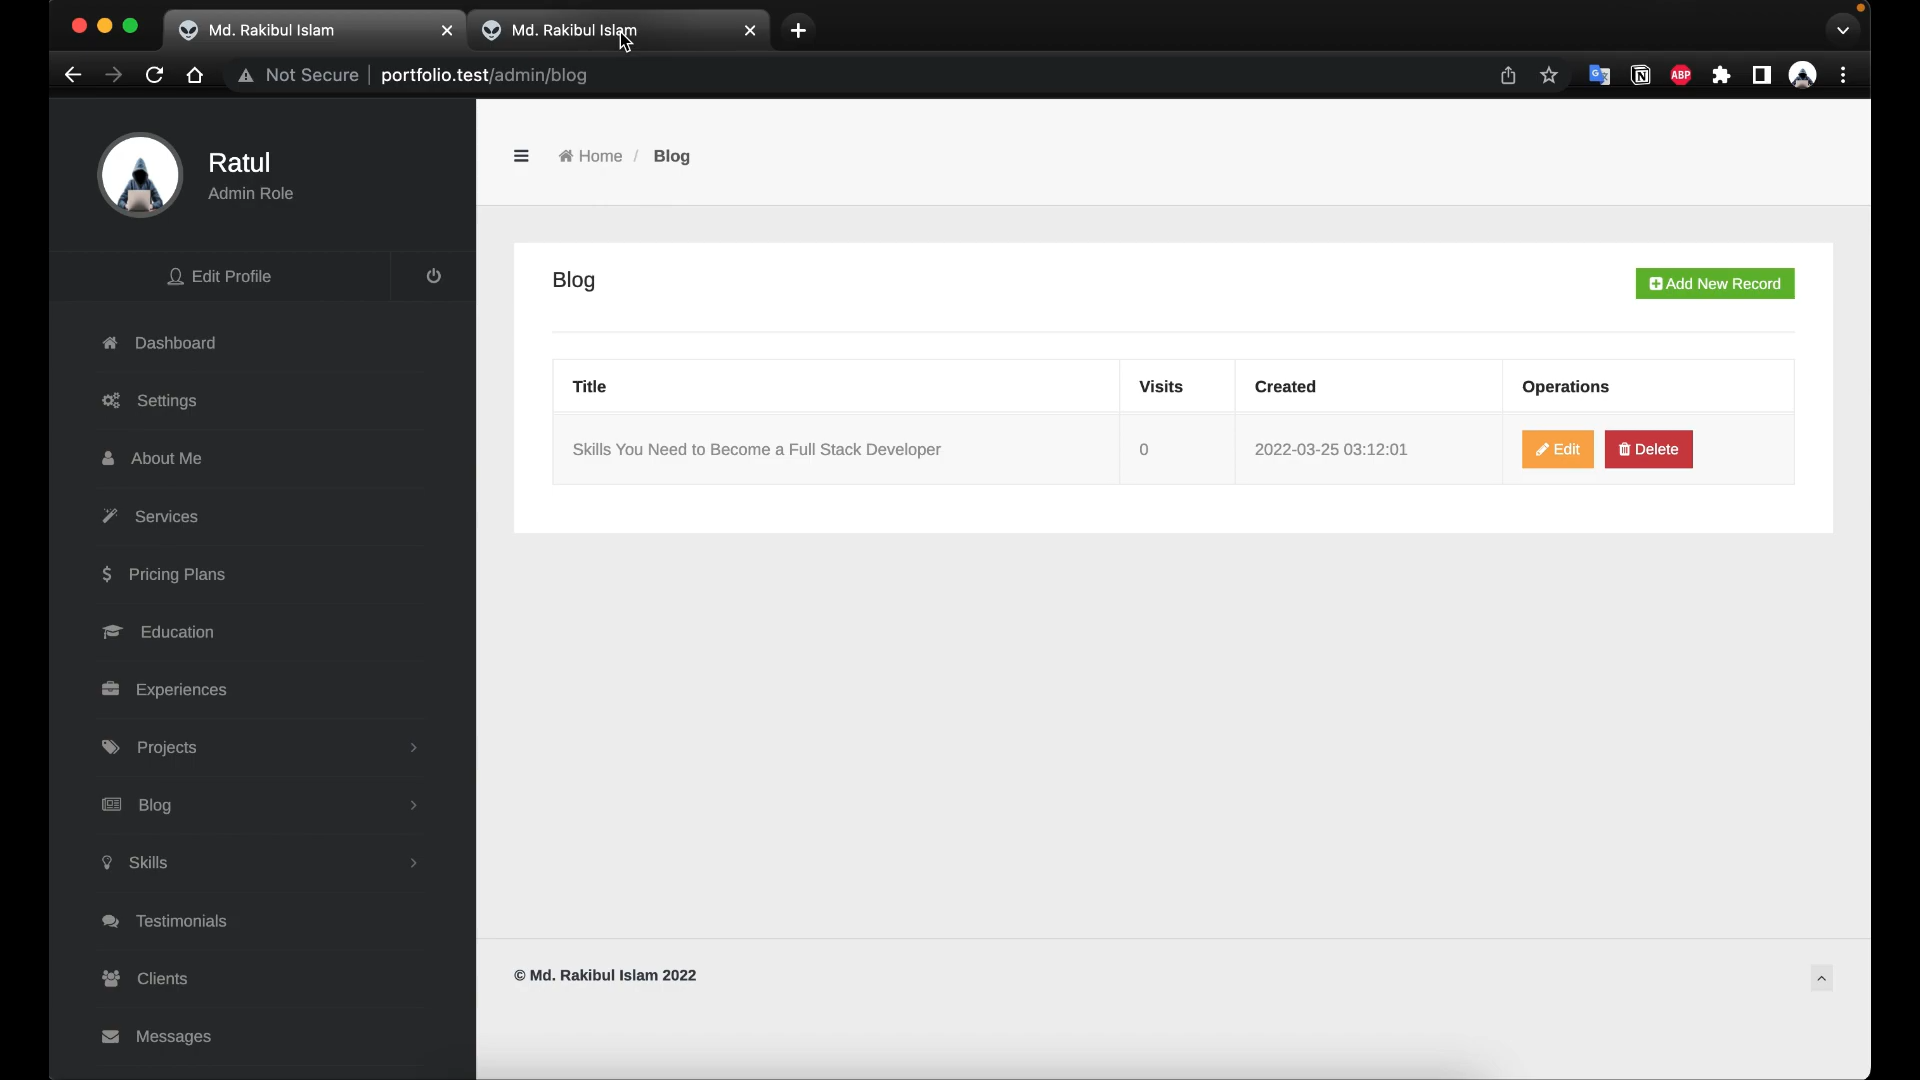 Md. Rakibul Islam
Md. Rakibul Islam
Not Secure
portfolio.test/admin/blog
ABP
Ratul
Admin Role
Edit Profile
Dashboard
Settings
About Me
Services
Pricing Plans
Education
Experiences
Projects
Blog
Skills
Testimonials
Clients
Messages
Home / Blog
Blog
Add New Record
Title Visits Created Operations
Skills You Need to Become a Full Stack Developer 0 2022-03-25 03:12:01 Edit Delete
© Md. Rakibul Islam 2022